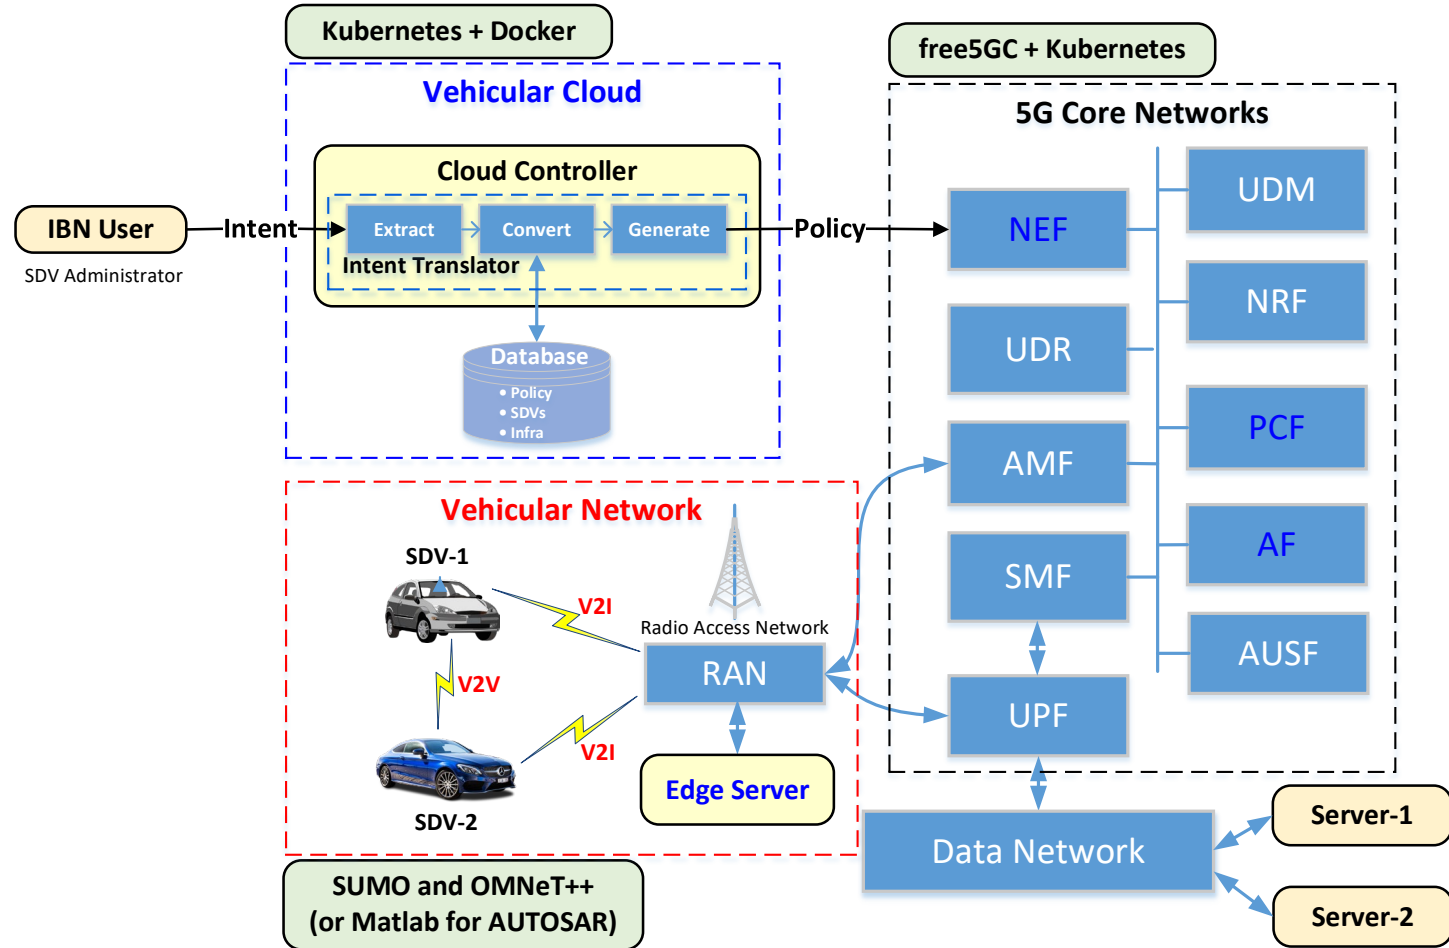 Kubernetes + Docker
free5GC + Kubernetes
Vehicular Cloud
Cloud Controller
IBN User
SDV Administrator
Intent
Extract
Convert
Generate
Intent Translator
Policy
Database
• Policy
• SDVs
• Infra
5G Core Networks
NEF
UDM
UDR
NRF
AMF
PCF
SMF
AF
UPF
AUSF
Vehicular Network
SDV-1
V2I
Radio Access Network
RAN
V2V
V2I
SDV-2
Edge Server
Data Network
Server-1
Server-2
SUMO and OMNeT++
(or Matlab for AUTOSAR)